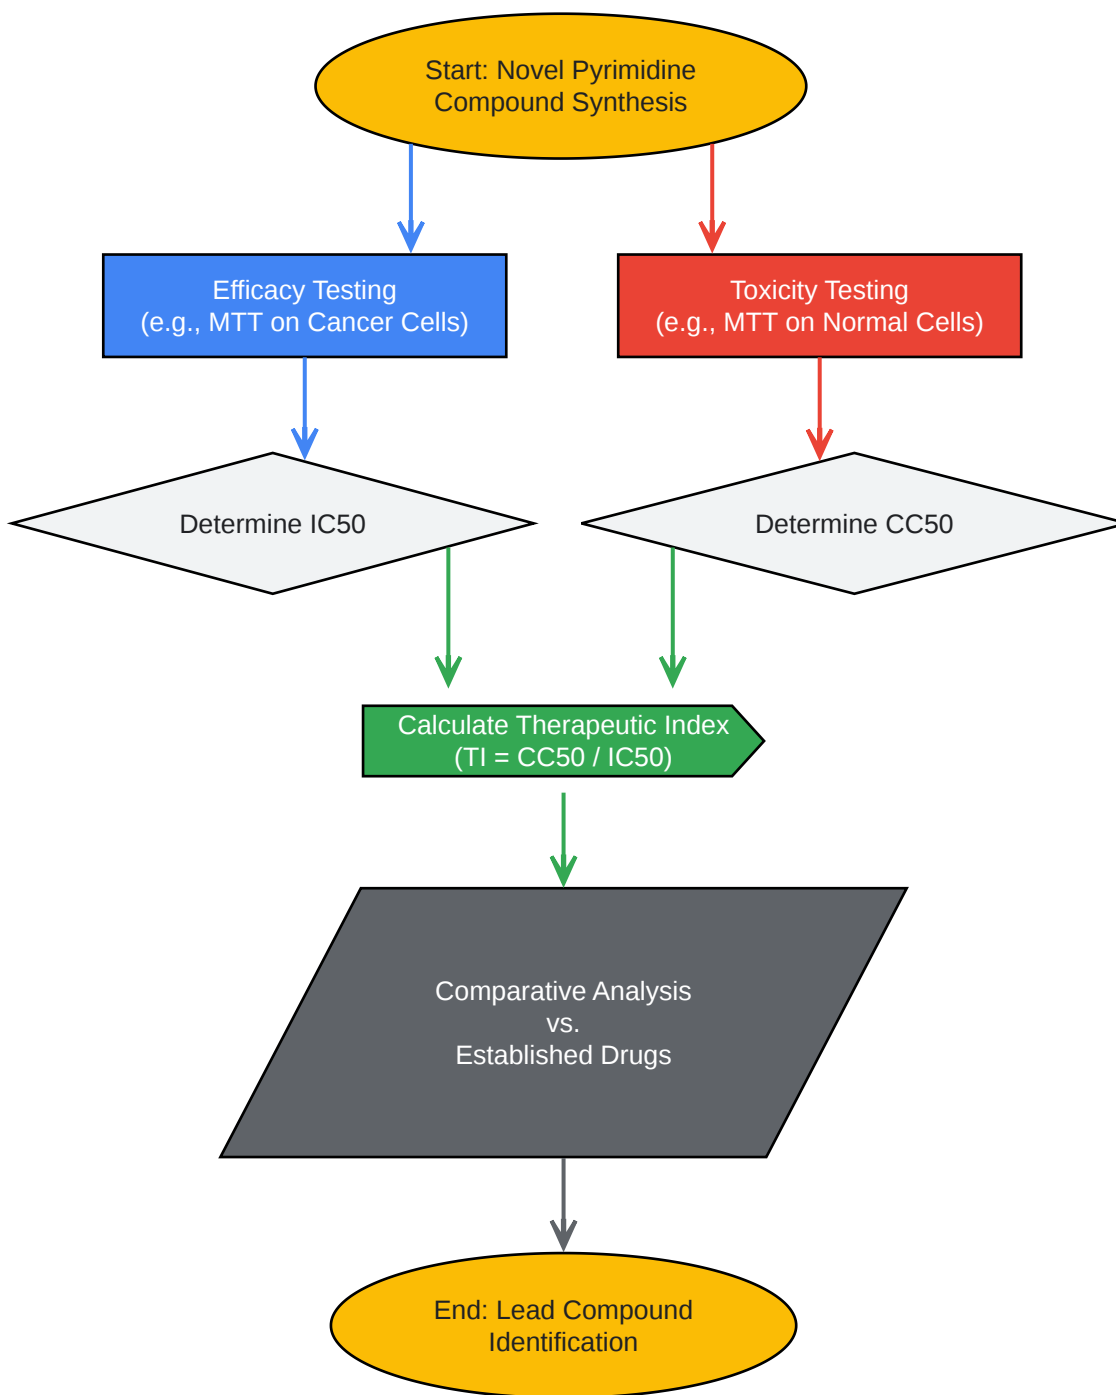 Start: Novel Pyrimidine
Compound Synthesis
Efficacy Testing
(e.g., MTT on Cancer Cells)
Toxicity Testing
(e.g., MTT on Normal Cells)
Determine IC50
Determine CC50
Calculate Therapeutic Index
(TI = CC50 / IC50)
Comparative Analysis
vs.
Established Drugs
End: Lead Compound
Identification